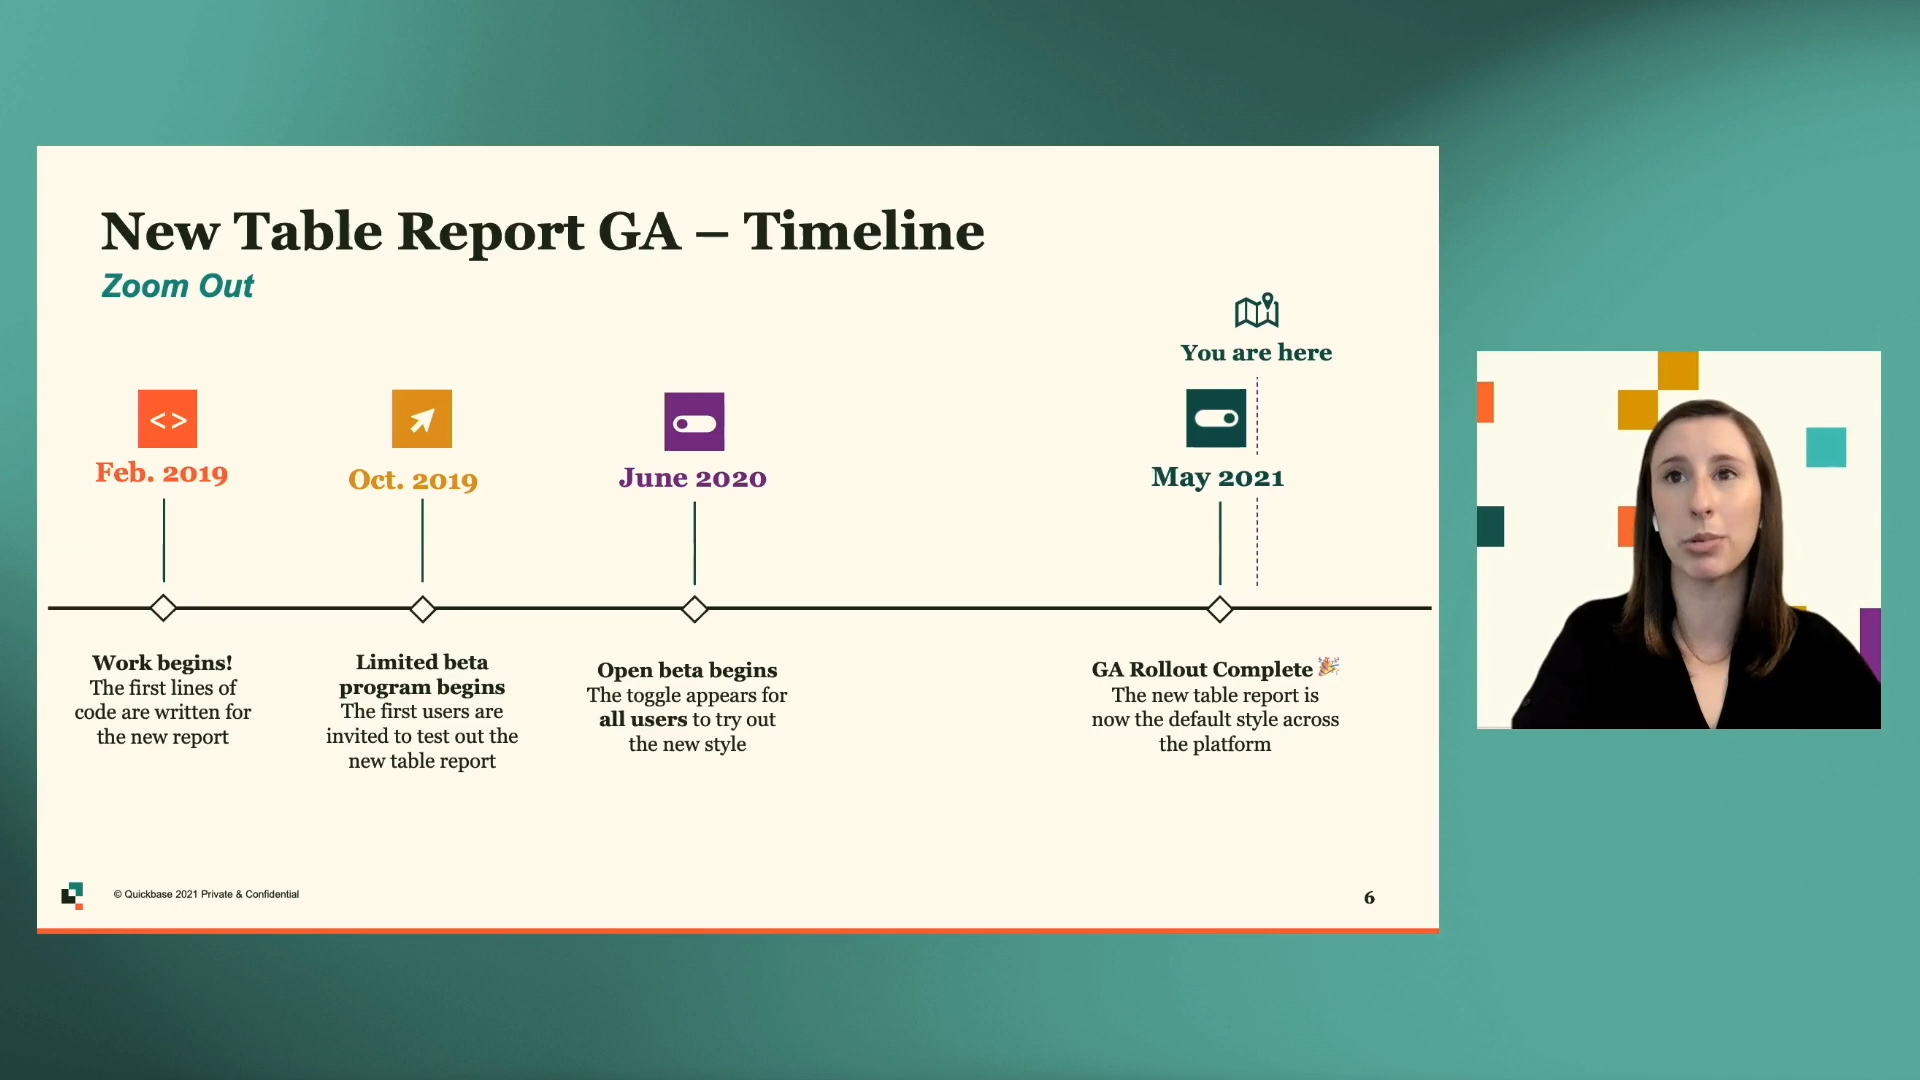 New Table Report GA – Timeline
Zoom Out
You are here
Feb. 2019
Oct. 2019
June 2020
May 2021
Work begins!
The first lines of
code are written for
the new report
Limited beta
program begins
The first users are
invited to test out the
new table report
Open beta begins
The toggle appears for
all users to try out
the new style
GA Rollout Complete 🎉
The new table report is
now the default style across
the platform
© Quickbase 2021 Private & Confidential
6